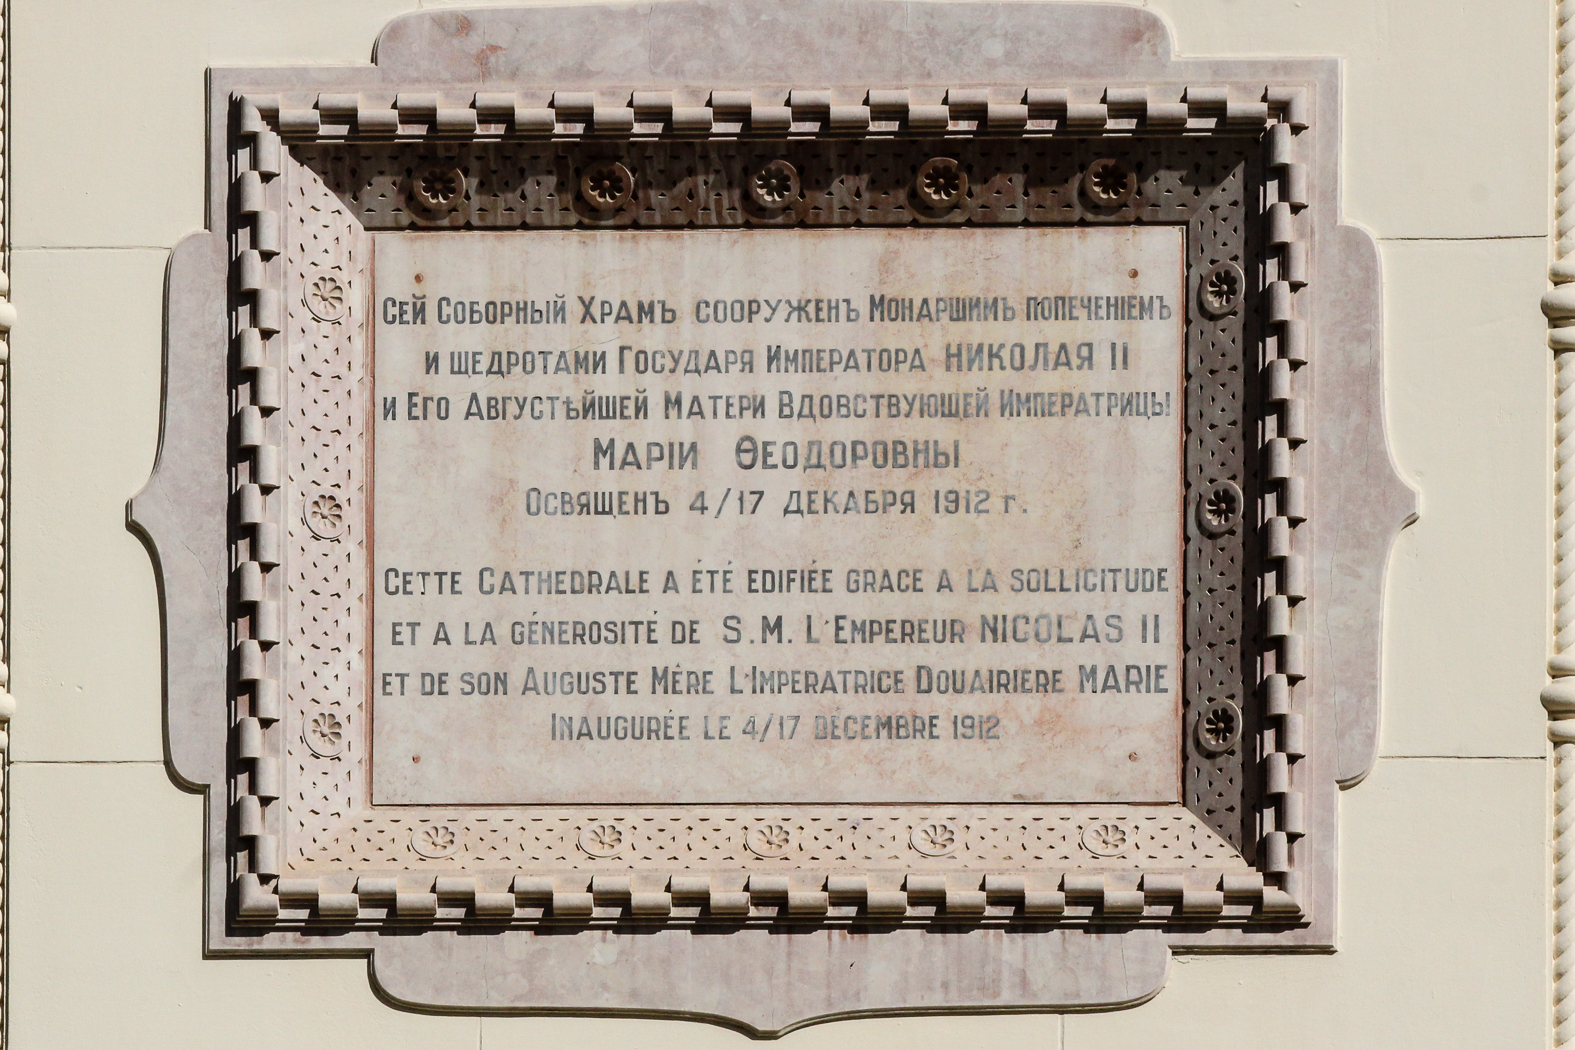 Сей Соборный Храмъ сооруженъ Монаршимъ попеченіемъ
и щедротами Государя Императора НИКОЛАЯ II
и Его Августѣйшей Матери Вдовствующей Императрицы
Маріи Ѳеодоровны
Освященъ 4/17 декабря 1912 г.
Cette Cathedrale a été edifiée grace a la sollicitude
et a la génerosité de S.M. L'Empereur NICOLAS II
et de son Auguste Mêre L'Imperatrice Douairiere MARIE
Inaugurée le 4/17 décembre 1912